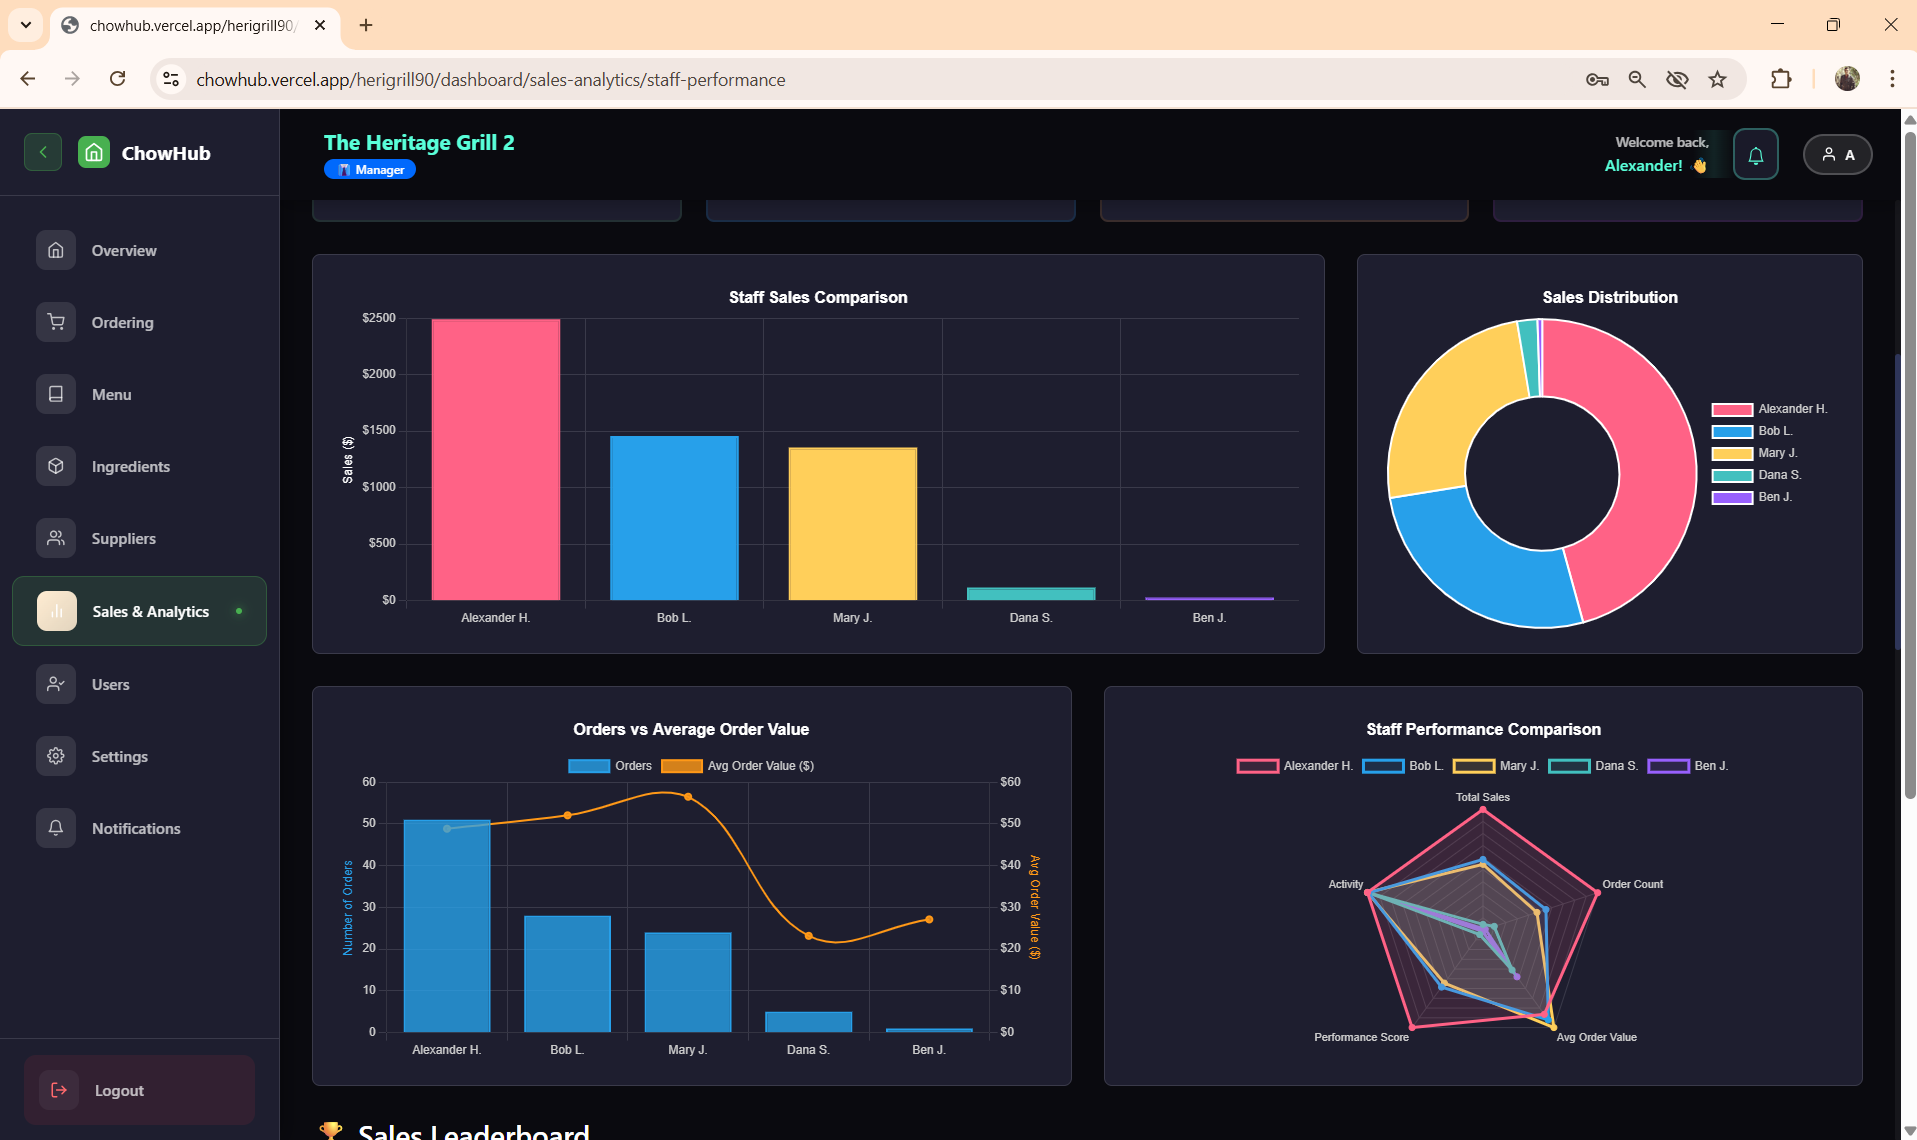 chowhub.vercel.app/herigrill90/
chowhub.vercel.app/herigrill90/dashboard/sales-analytics/staff-performance
ChowHub
The Heritage Grill 2
Manager
Welcome back,
Alexander! 👋
A
Overview
Ordering
Menu
Ingredients
Suppliers
Sales & Analytics
Users
Settings
Notifications
Logout
Staff Sales Comparison
Sales ($)
$2500
$2000
$1500
$1000
$500
$0
Alexander H.
Bob L.
Mary J.
Dana S.
Ben J.
Sales Distribution
Alexander H.
Bob L.
Mary J.
Dana S.
Ben J.
Orders vs Average Order Value
Orders
Avg Order Value ($)
Number of Orders
60
50
40
30
20
10
0
$60
$50
$40
$30
$20
$10
$0
Avg Order Value ($)
Alexander H.
Bob L.
Mary J.
Dana S.
Ben J.
Staff Performance Comparison
Alexander H.
Bob L.
Mary J.
Dana S.
Ben J.
Total Sales
Activity
Order Count
Performance Score
Avg Order Value
🏆 Sales Leaderboard